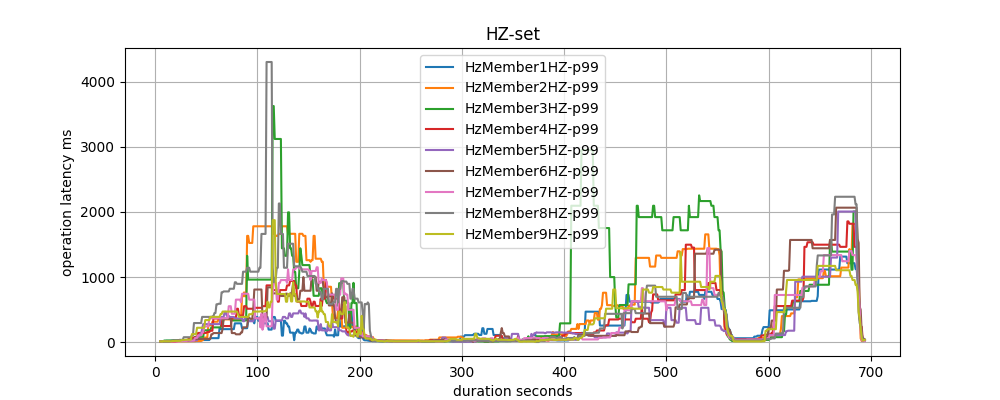 HZ-set
operation latency ms
4000
3000
2000
1000
0
HzMember1HZ-p99
HzMember2HZ-p99
HzMember3HZ-p99
HzMember4HZ-p99
HzMember5HZ-p99
HzMember6HZ-p99
HzMember7HZ-p99
HzMember8HZ-p99
HzMember9HZ-p99
0 100 200 300 400 500 600 700
duration seconds